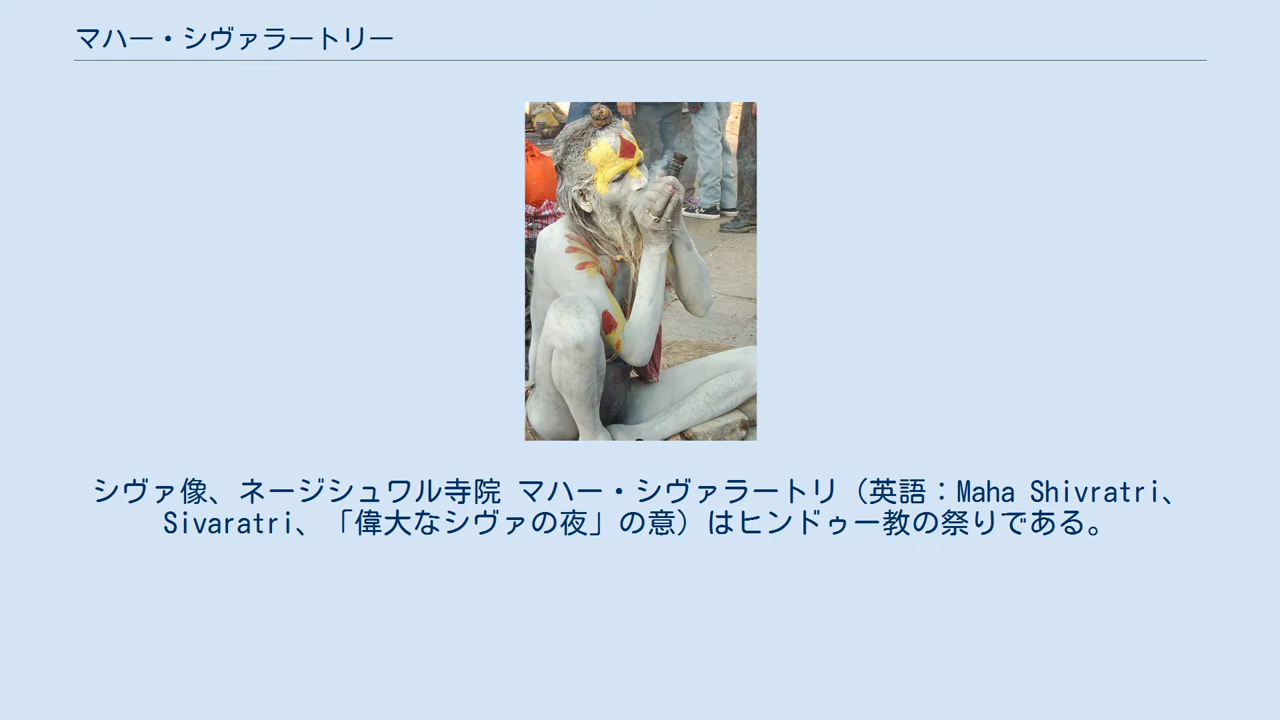 マハー・シヴァラートリー
シヴァ像、ネージシュワル寺院 マハー・シヴァラートリ（英語：Maha Shivratri、
Sivaratri、「偉大なシヴァの夜」の意）はヒンドゥー教の祭りである。